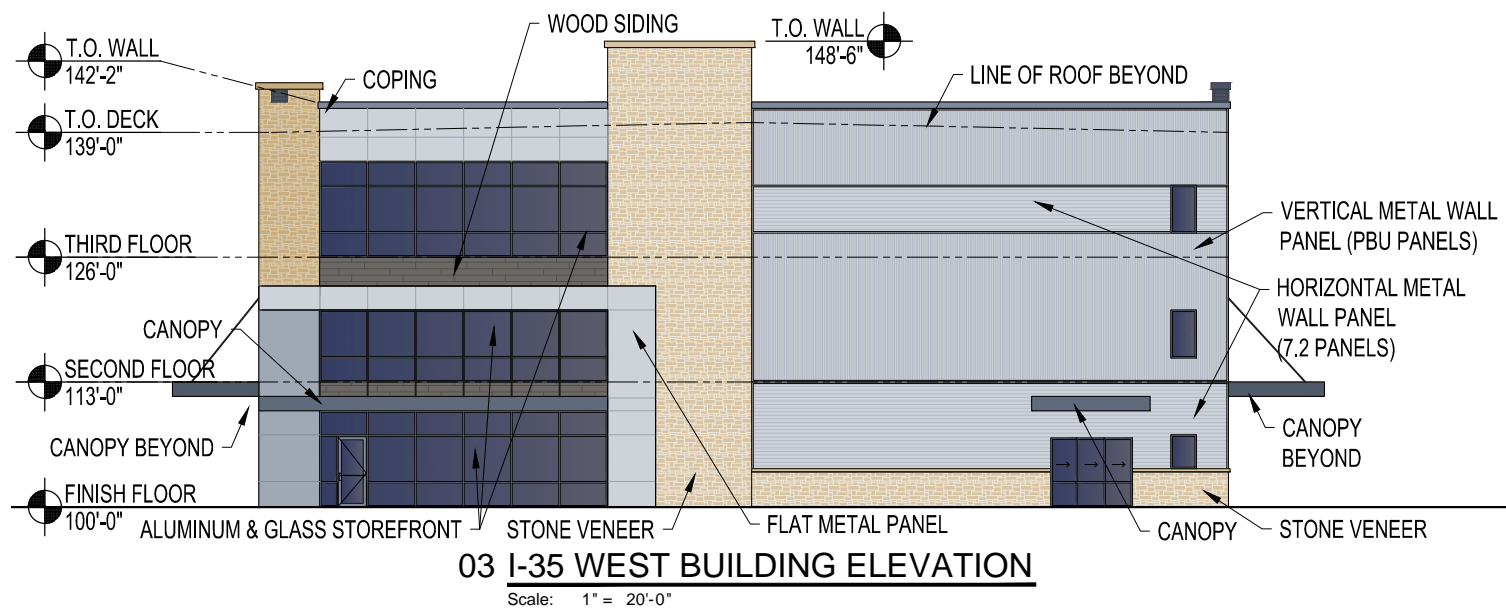 WOOD SIDING
T.O. WALL
148'-6"
T.O. WALL
142'-2"
COPING
LINE OF ROOF BEYOND
T.O. DECK
139'-0"
VERTICAL METAL WALL
PANEL (PBU PANELS)
THIRD FLOOR
126'-0"
HORIZONTAL METAL
WALL PANEL
(7.2 PANELS)
CANOPY
SECOND FLOOR
113'-0"
CANOPY BEYOND
CANOPY
BEYOND
FINISH FLOOR
100'-0"
ALUMINUM & GLASS STOREFRONT
STONE VENEER
FLAT METAL PANEL
CANOPY
STONE VENEER
03 I-35 WEST BUILDING ELEVATION
Scale: 1" = 20'-0"